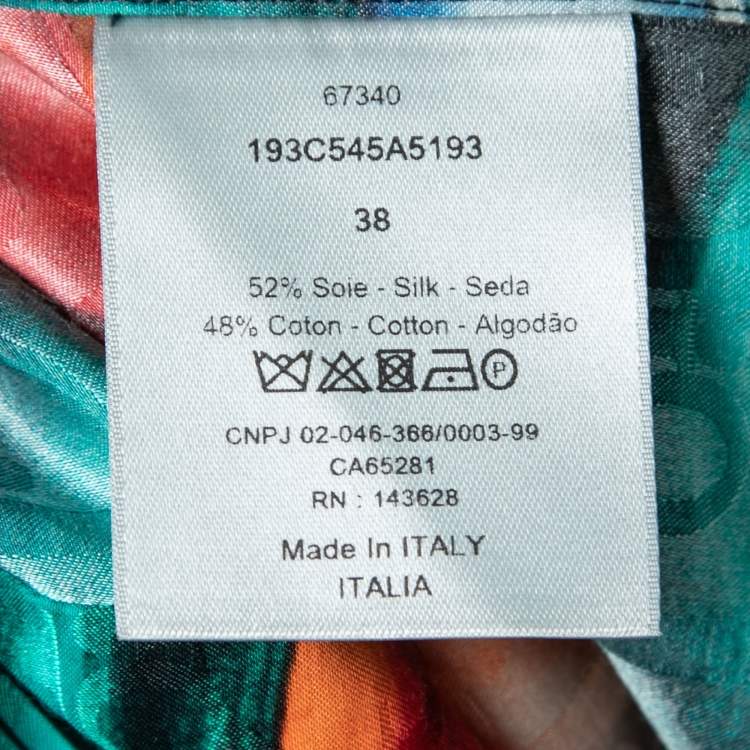 67340
193C545A5193
38
52% Soie - Silk - Seda
48% Coton - Cotton - Algodão
P
CNPJ 02-046-366/0003-99
CA65281
RN : 143628
Made In ITALY
ITALIA